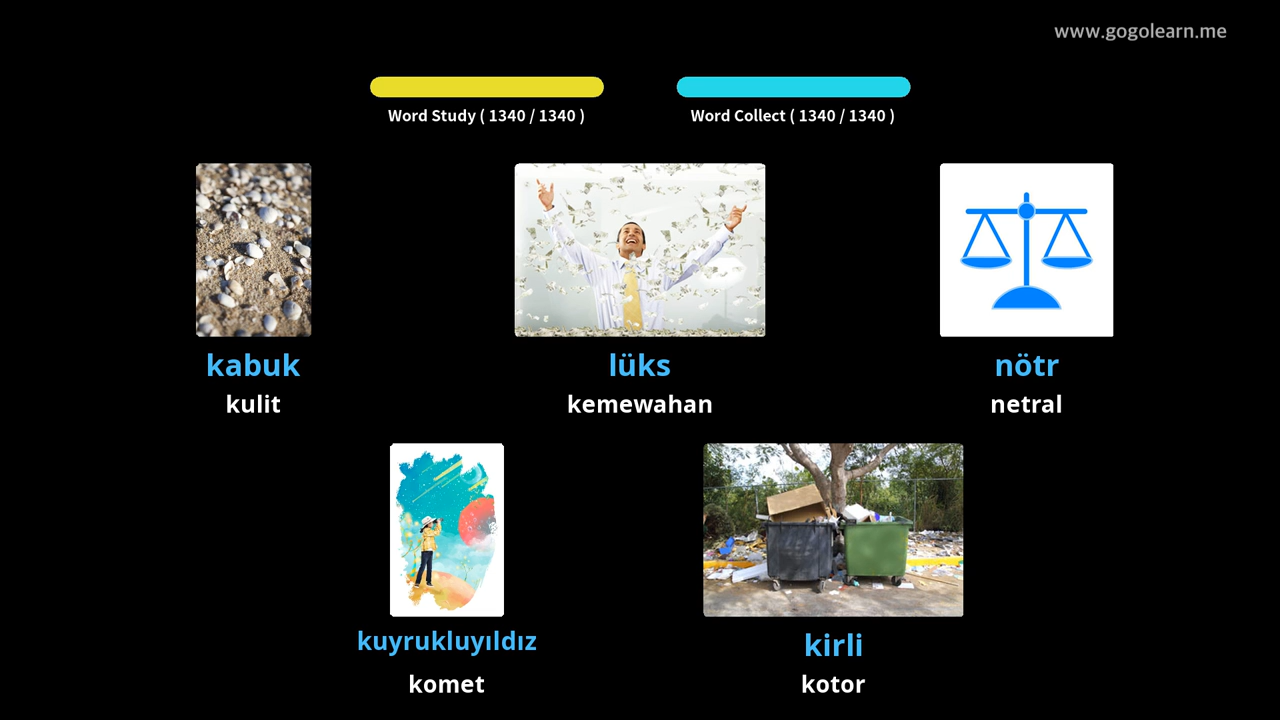 www.gogolearn.me
Word Study ( 1340 / 1340 )
Word Collect ( 1340 / 1340 )
kabuk
kulit
lüks
kemewahan
nötr
netral
kuyrukluyıldız
komet
kirli
kotor